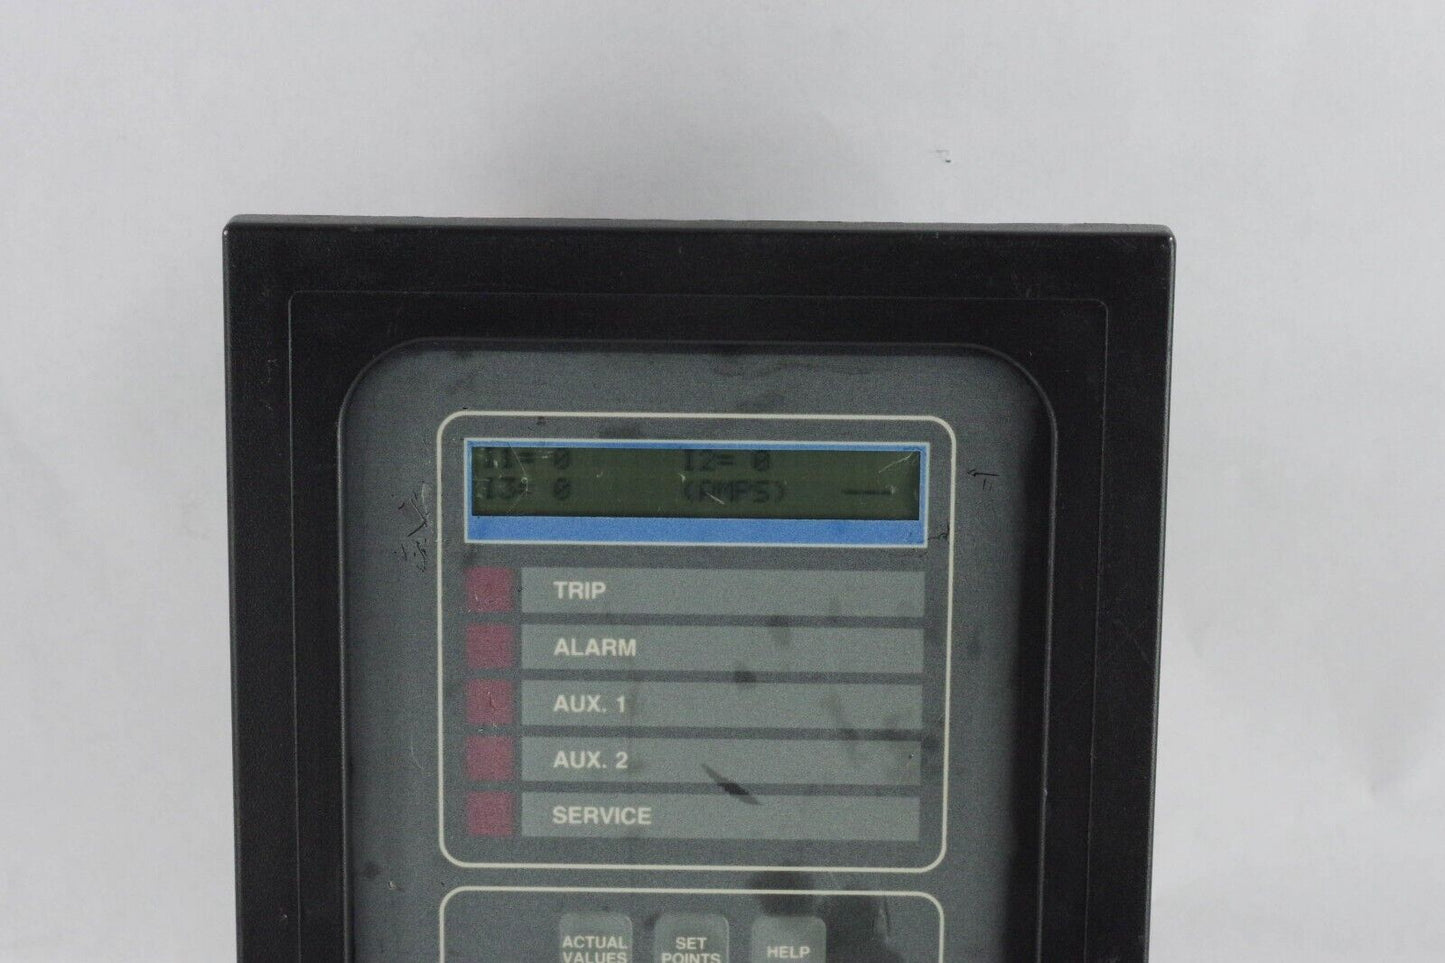 I1= 0 I2= 0
I3= 0 (AMPS) ---
TRIP
ALARM
AUX. 1
AUX. 2
SERVICE
ACTUAL VALUES
SET POINTS
HELP